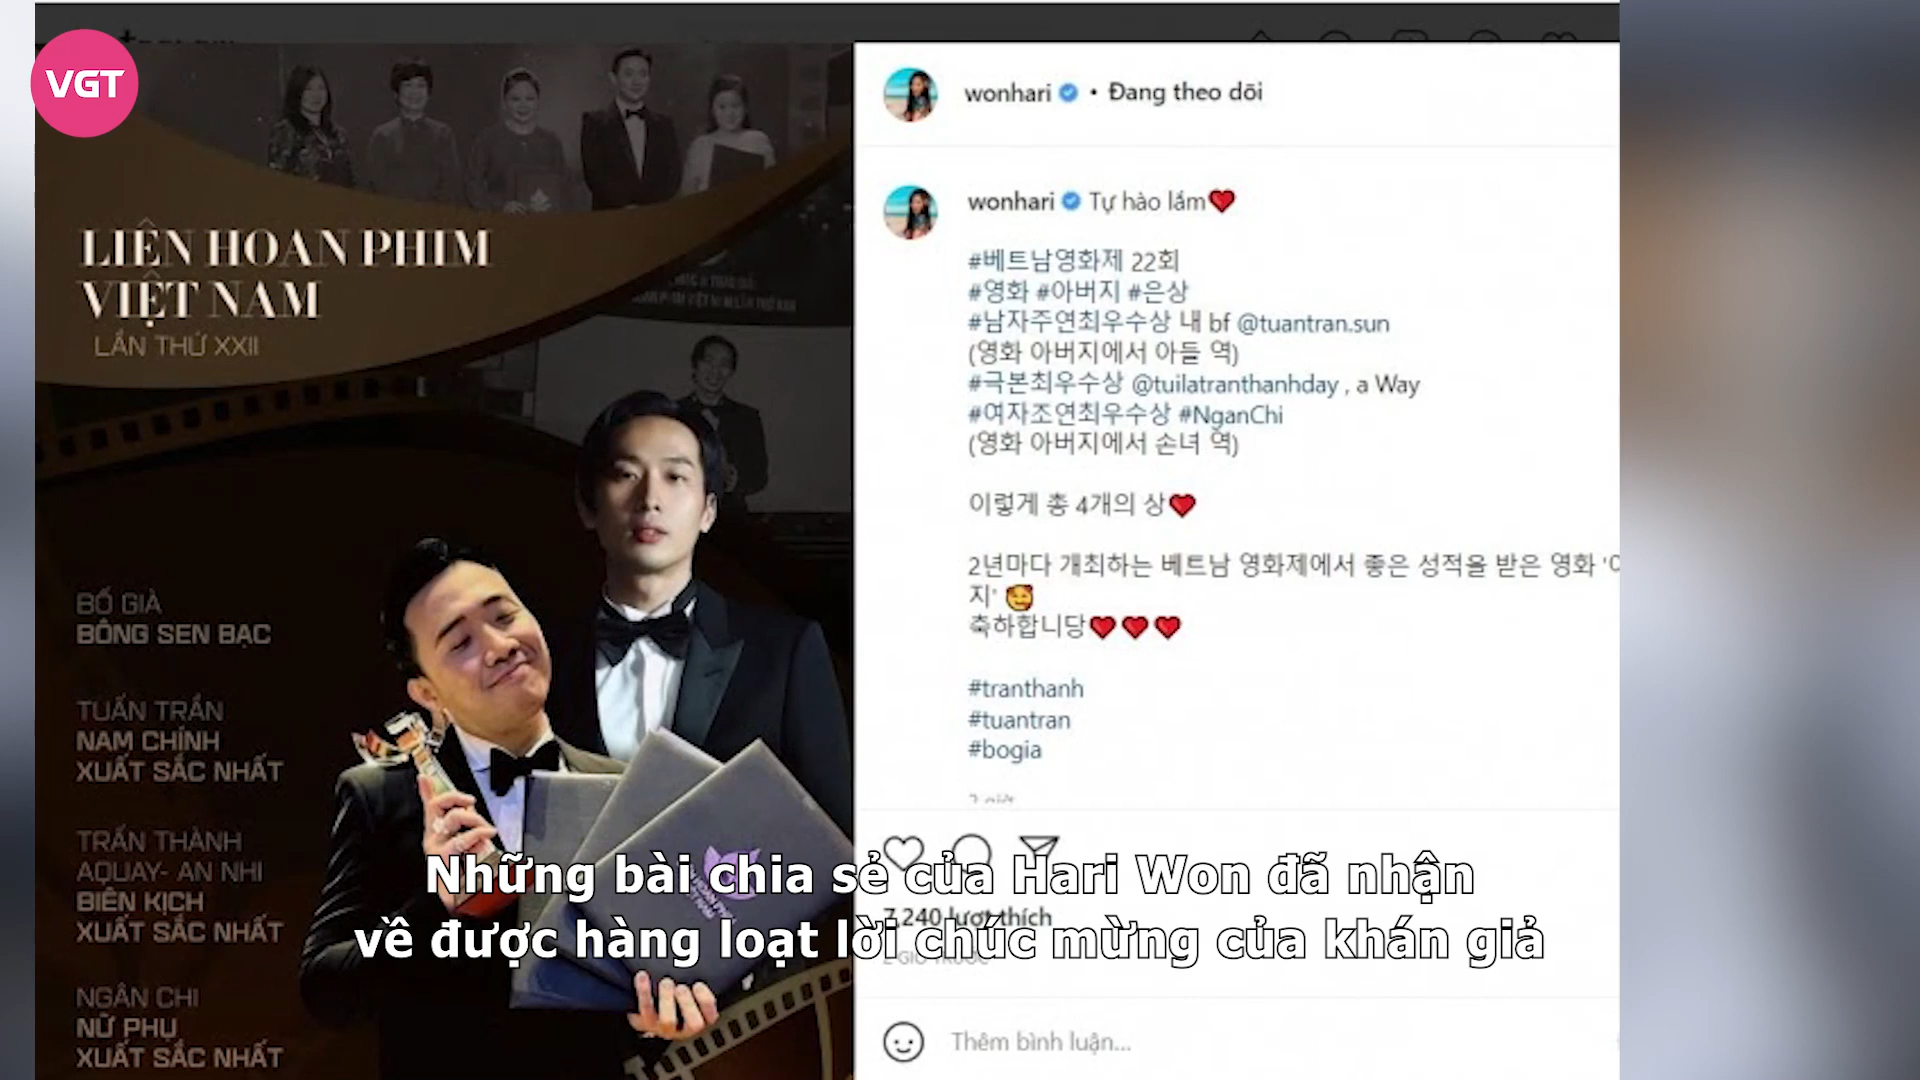 VGT
LIÊN HOAN PHIM
VIỆT NAM
LẦN THỨ XXII
BỐ GIÀ
BÔNG SEN BẠC
TUẤN TRẦN
NAM CHÍNH
XUẤT SẮC NHẤT
TRẤN THÀNH
AQUAY- AN NHI
BIÊN KỊCH
XUẤT SẮC NHẤT
NGÂN CHI
NỮ PHỤ
XUẤT SẮC NHẤT
wonhari • Đang theo dõi
wonhari Tự hào lắm❤
#베트남영화제 22회
#영화 #아버지 #은상
#남자주연최우수상 내 bf @tuantran.sun
(영화 아버지에서 아들 역)
#극본최우수상 @tuilatranthanhday , a Way
#여자조연최우수상 #NganChi
(영화 아버지에서 손녀 역)
이렇게 총 4개의 상❤
2년마다 개최하는 베트남 영화제에서 좋은 성적을 받은 영화
지' 🥰
축하합니당❤❤❤
#tranthanh
#tuantran
#bogia
2 giờ
7.240 lượt thích
2 GIỜ TRƯỚC
Thêm bình luận...
Những bài chia sẻ của Hari Won đã nhận
về được hàng loạt lời chúc mừng của khán giả